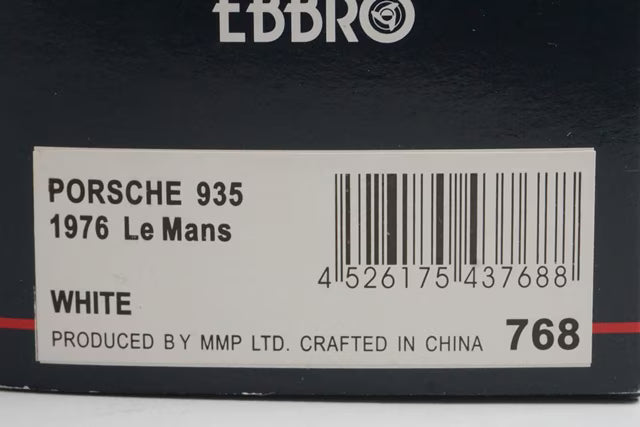 EBBRO
PORSCHE 935
1976 Le Mans
4 526175 437688
WHITE
PRODUCED BY MMP LTD. CRAFTED IN CHINA 768